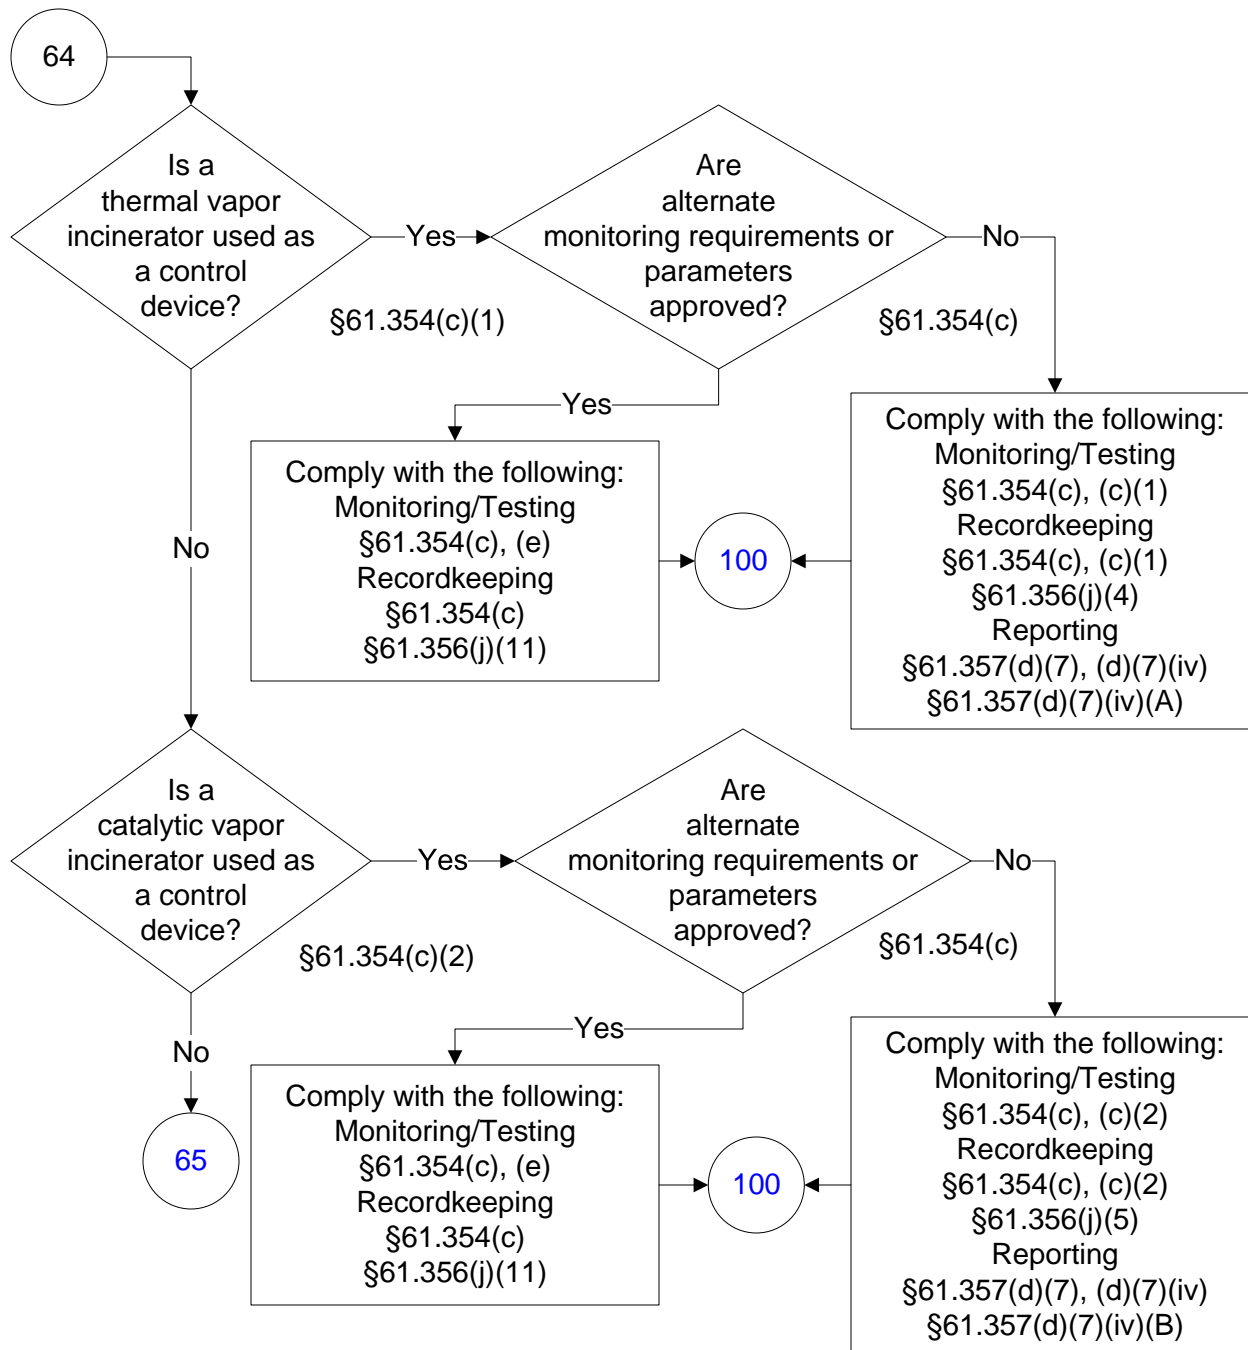 64
Is a
thermal vapor
incinerator used as
a control
device?
Yes
§61.354(c)(1)
Are
alternate
monitoring requirements or
parameters
approved?
No
§61.354(c)
Yes
Comply with the following:
Monitoring/Testing
§61.354(c), (e)
Recordkeeping
§61.354(c)
§61.356(j)(11)
100
Comply with the following:
Monitoring/Testing
§61.354(c), (c)(1)
Recordkeeping
§61.354(c), (c)(1)
§61.356(j)(4)
Reporting
§61.357(d)(7), (d)(7)(iv)
§61.357(d)(7)(iv)(A)
No
Is a
catalytic vapor
incinerator used as
a control
device?
Yes
§61.354(c)(2)
Are
alternate
monitoring requirements or
parameters
approved?
No
§61.354(c)
Yes
No
65
Comply with the following:
Monitoring/Testing
§61.354(c), (e)
Recordkeeping
§61.354(c)
§61.356(j)(11)
100
Comply with the following:
Monitoring/Testing
§61.354(c), (c)(2)
Recordkeeping
§61.354(c), (c)(2)
§61.356(j)(5)
Reporting
§61.357(d)(7), (d)(7)(iv)
§61.357(d)(7)(iv)(B)